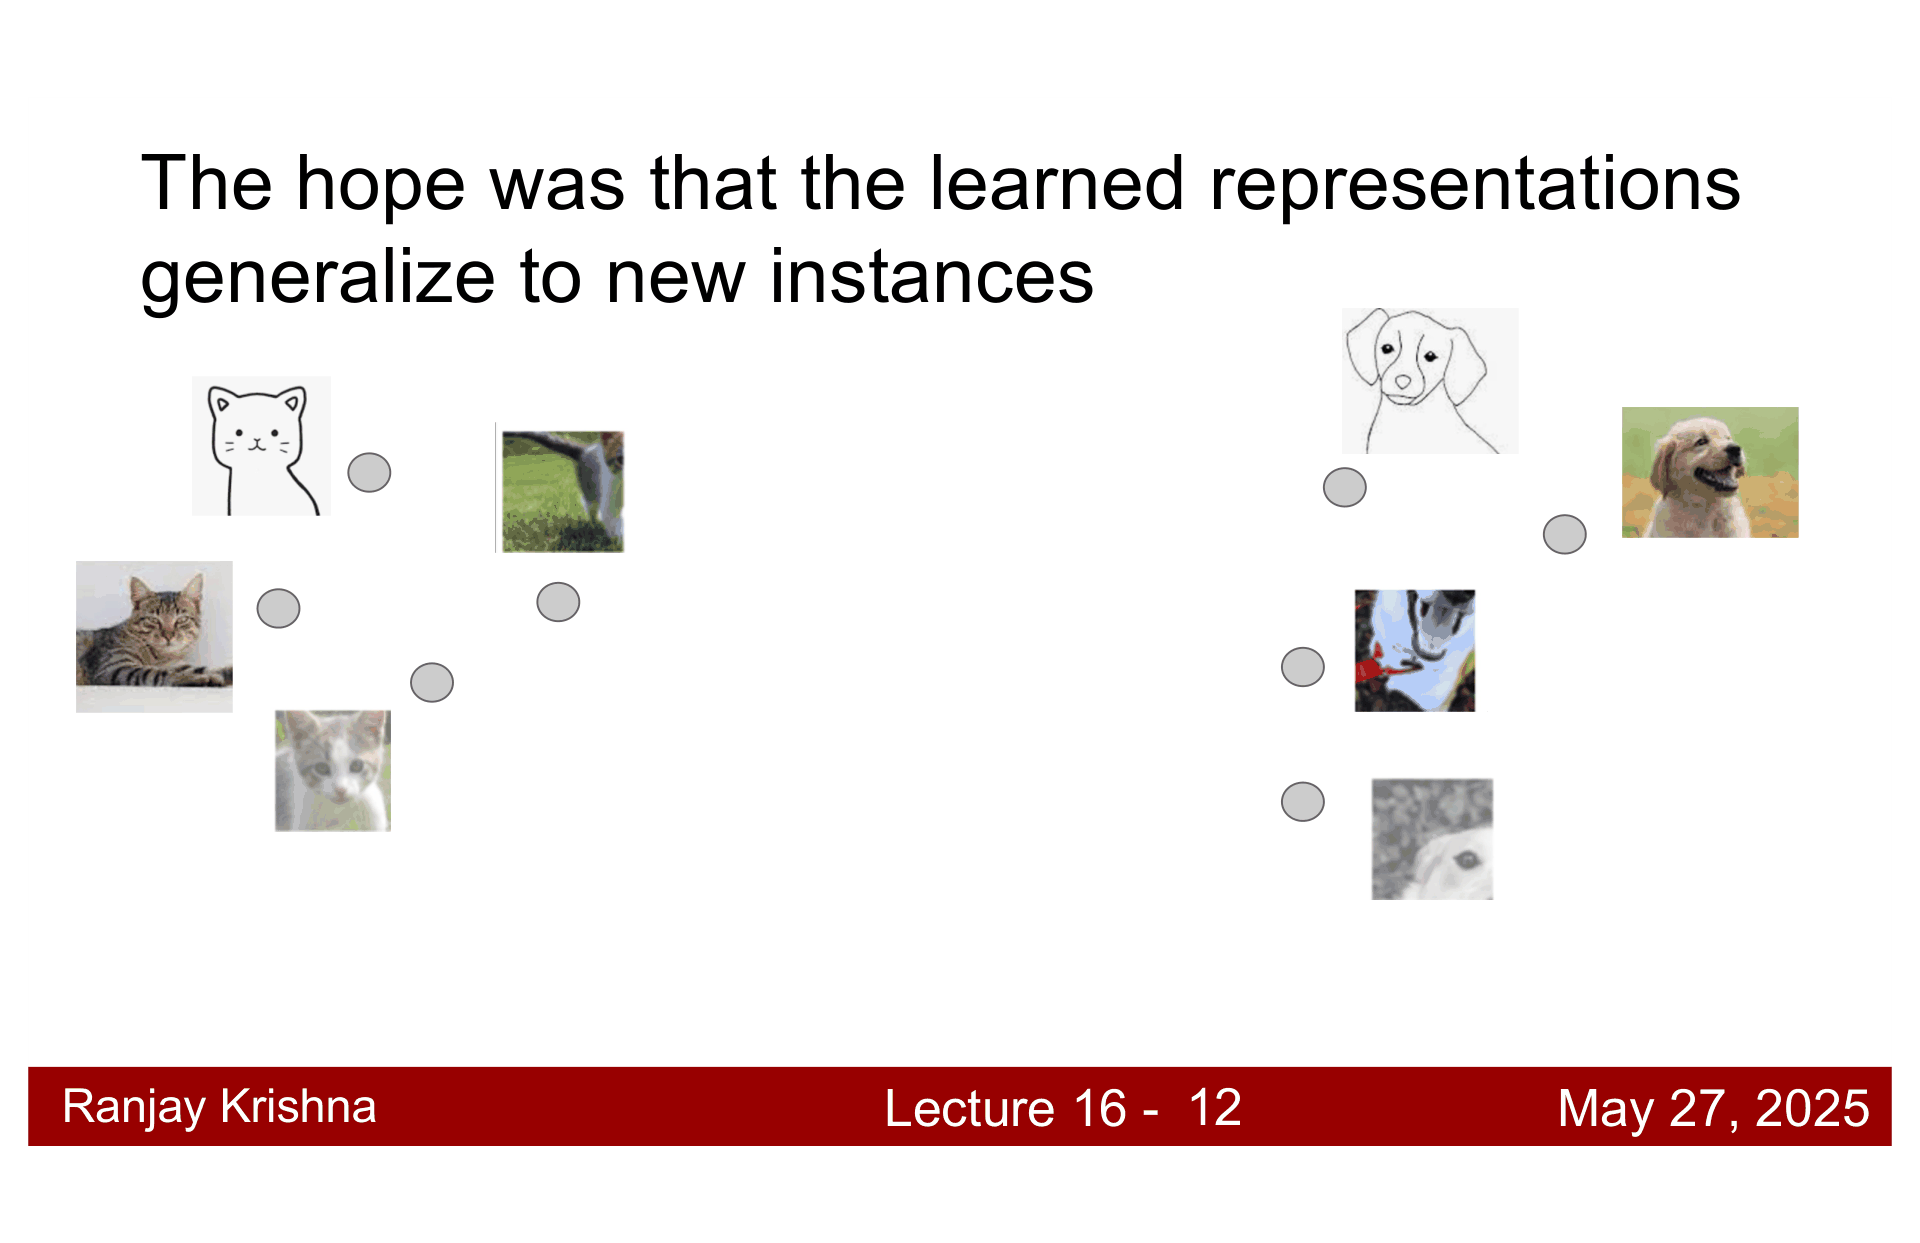 The hope was that the learned representations
generalize to new instances
Ranjay Krishna
Lecture 16 - 12
May 27, 2025